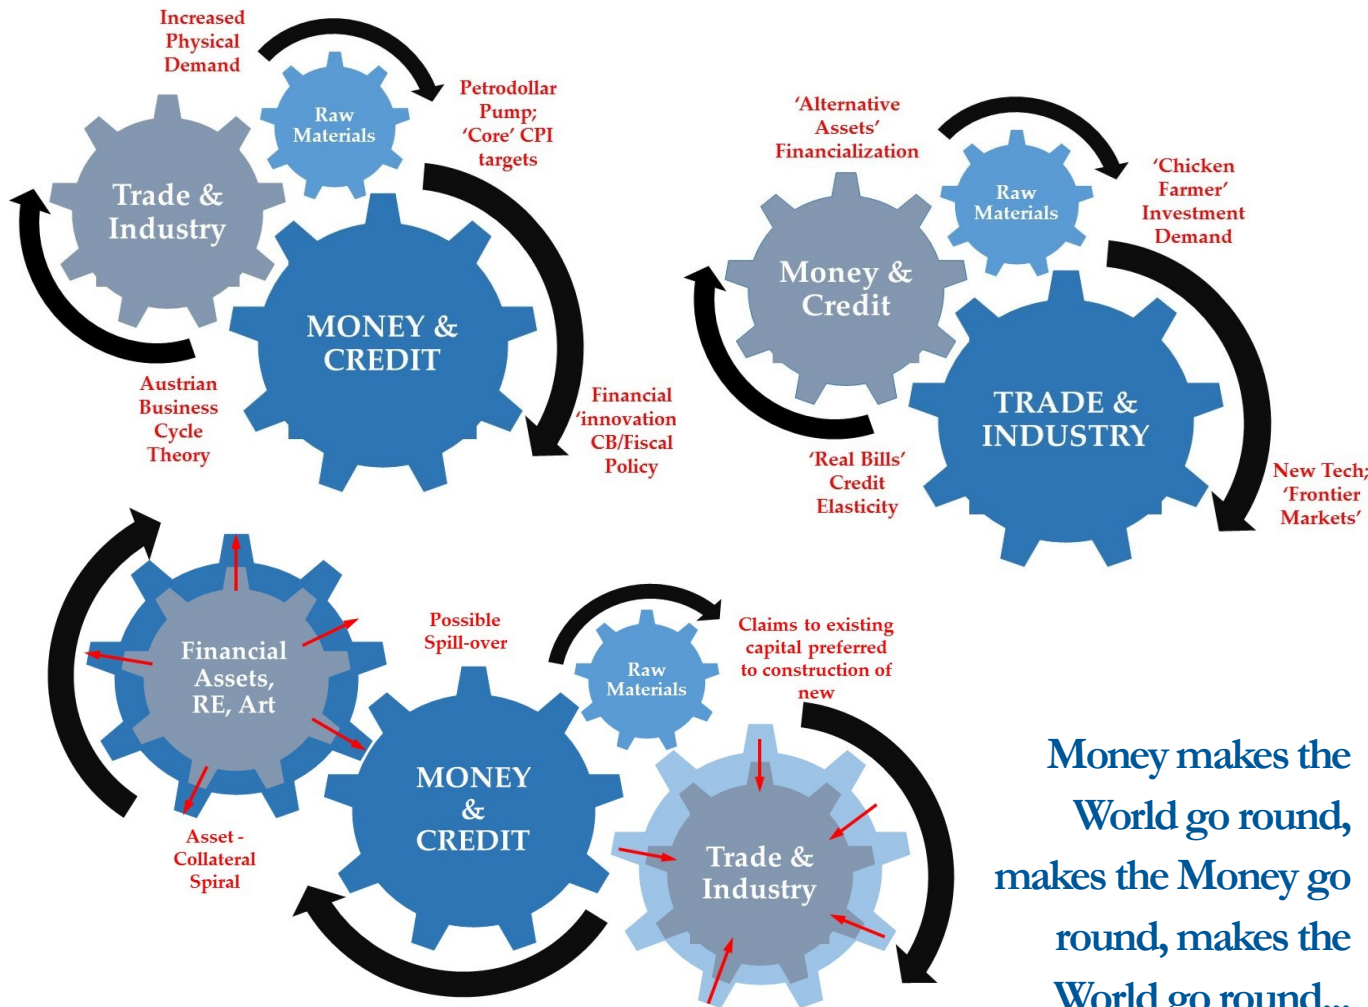 Increased
Physical
Demand
Raw
Materials
Petrodollar
Pump;
‘Core’ CPI
targets
Trade &
Industry
MONEY &
CREDIT
Austrian
Business
Cycle
Theory
Financial
‘innovation
CB/Fiscal
Policy
‘Alternative
Assets’
Financialization
Raw
Materials
‘Chicken
Farmer’
Investment
Demand
Money &
Credit
TRADE &
INDUSTRY
‘Real Bills’
Credit
Elasticity
New Tech;
‘Frontier
Markets’
Financial
Assets,
RE, Art
Possible
Spill-over
Raw
Materials
Claims to existing
capital preferred
to construction of
new
MONEY
&
CREDIT
Asset -
Collateral
Spiral
Trade &
Industry
Money makes the
World go round,
makes the Money go
round, makes the
World go round...